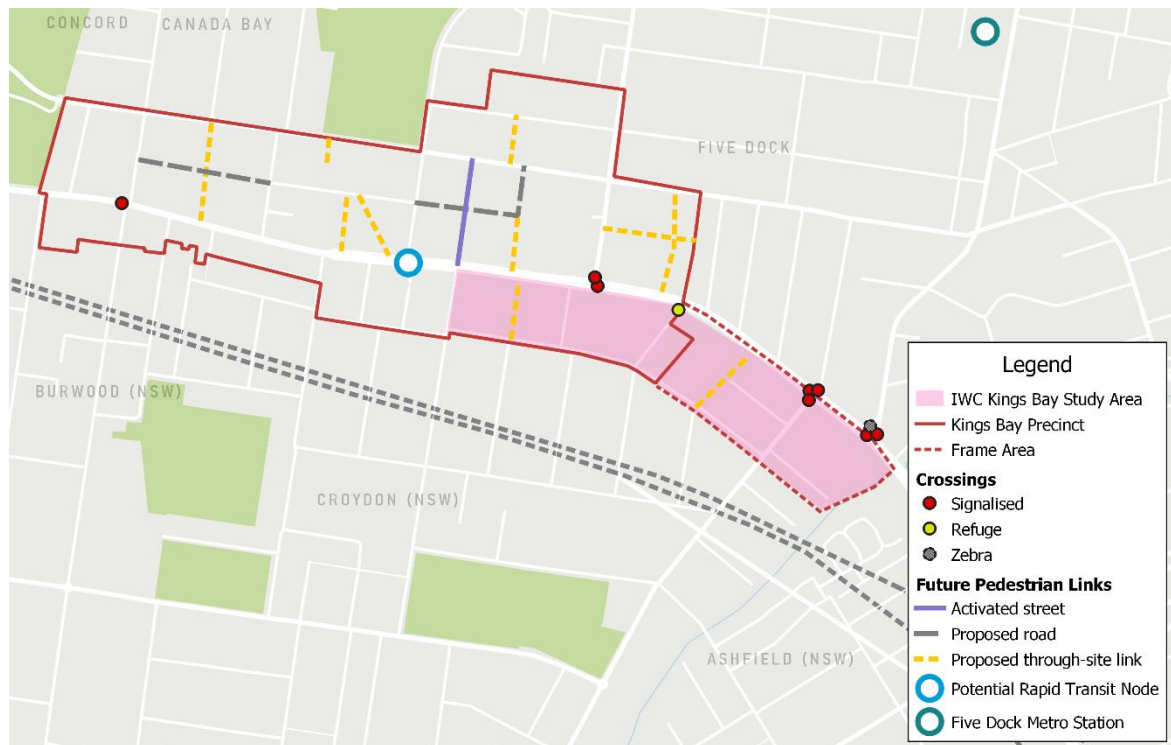 CONCORD
CANADA BAY
FIVE DOCK
BURWOOD (NSW)
CROYDON (NSW)
ASHFIELD (NSW)
Legend
IWC Kings Bay Study Area
Kings Bay Precinct
Frame Area
Crossings
Signalised
Refuge
Zebra
Future Pedestrian Links
Activated street
Proposed road
Proposed through-site link
Potential Rapid Transit Node
Five Dock Metro Station